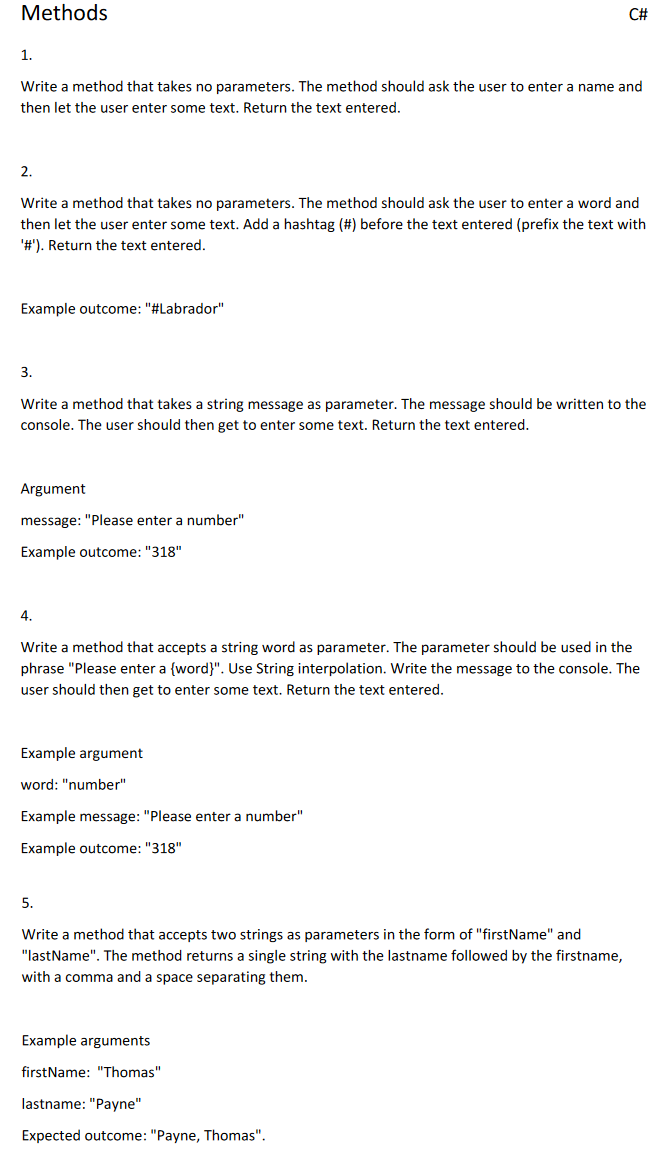 Methods C#
1.
Write a method that takes no parameters. The method should ask the user to enter a name and
then let the user enter some text. Return the text entered.
2.
Write a method that takes no parameters. The method should ask the user to enter a word and
then let the user enter some text. Add a hashtag (#) before the text entered (prefix the text with
'#'). Return the text entered.
Example outcome: "#Labrador"
3.
Write a method that takes a string message as parameter. The message should be written to the
console. The user should then get to enter some text. Return the text entered.
Argument
message: "Please enter a number"
Example outcome: "318"
4.
Write a method that accepts a string word as parameter. The parameter should be used in the
phrase "Please enter a {word}". Use String interpolation. Write the message to the console. The
user should then get to enter some text. Return the text entered.
Example argument
word: "number"
Example message: "Please enter a number"
Example outcome: "318"
5.
Write a method that accepts two strings as parameters in the form of "firstName" and
"lastName". The method returns a single string with the lastname followed by the firstname,
with a comma and a space separating them.
Example arguments
firstName:  "Thomas"
lastname: "Payne"
Expected outcome: "Payne, Thomas".